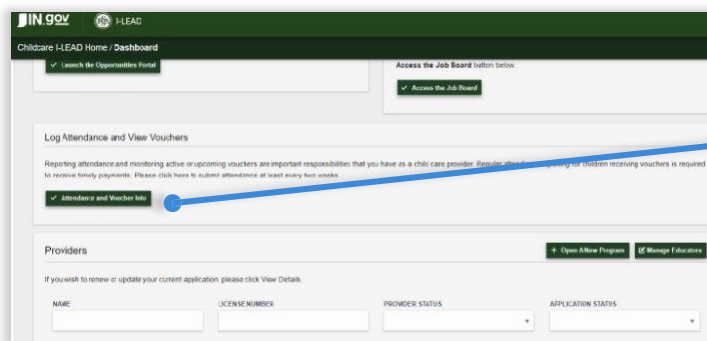 IN.gov I-LEAD
Childcare I-LEAD Home / Dashboard
Launch the Opportunities Portal
Access the Job Board button below.
Access the Job Board
Log Attendance and View Vouchers
Reporting attendance and monitoring active or upcoming vouchers are important responsibilities that you have as a child care provider. Regular for children receiving vouchers is required
to receive timely payments. Please click here to submit attendance at least every two weeks.
Attendance and Voucher Info
Providers
+ Open A New Program
Manage Educators
If you wish to renew or update your current application, please click View Details.
NAME LICENSE NUMBER PROVIDER STATUS APPLICATION STATUS